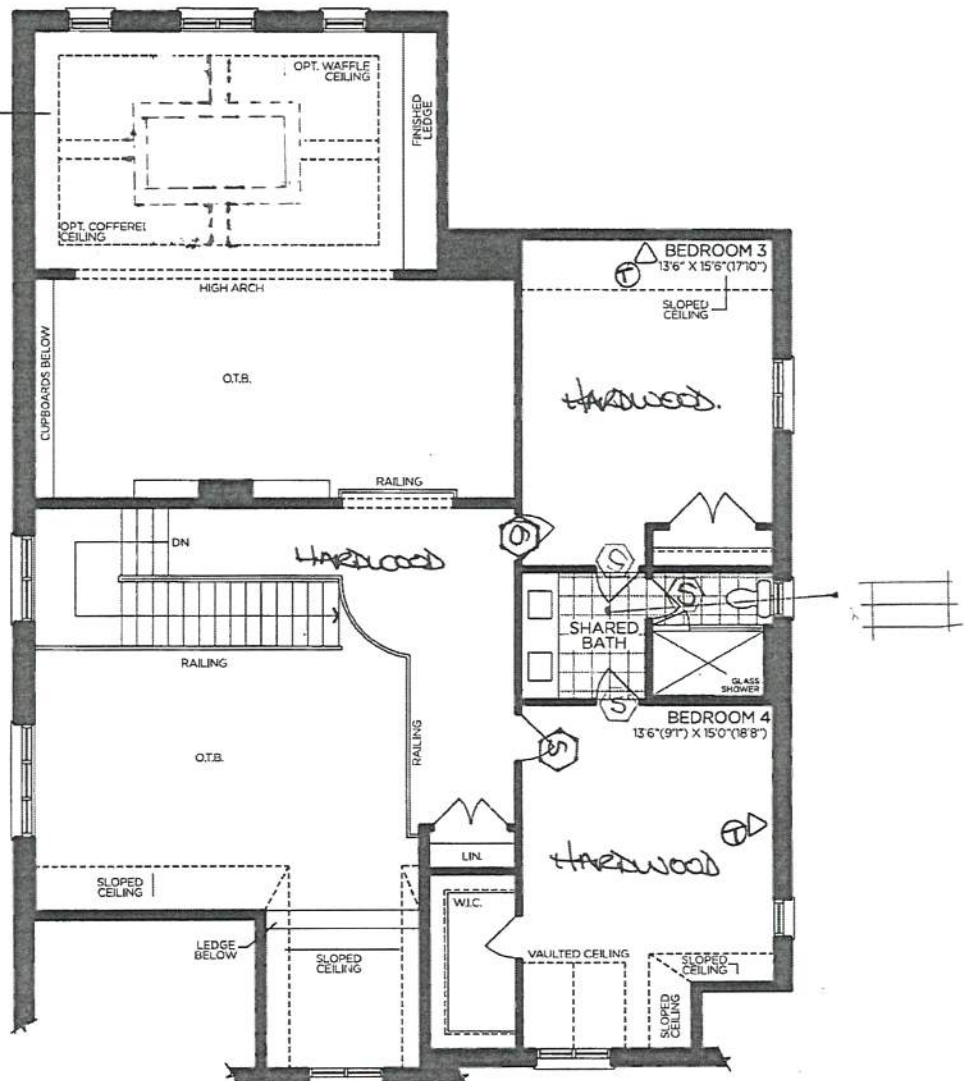 OPT. WAFFLE
CEILING
FINISHED
LEDGE
OPT. COFFEREI
CEILING
HIGH ARCH
CUPBOARDS BELOW
O.T.B.
RAILING
BEDROOM 3
13'6" X 15'6"(17'10")
T
SLOPED
CEILING
HARDWOOD.
DN
HARDWOOD
S
S
S
SHARED
BATH
GLASS
SHOWER
S
RAILING
RAILING
O.T.B.
BEDROOM 4
13'6"(9'1") X 15'0"(18'8")
S
T
HARDWOOD
LIN.
W.I.C.
SLOPED
CEILING
LEDGE
BELOW
SLOPED
CEILING
VAULTED CEILING
SLOPED
CEILING
SLOPED
CEILING